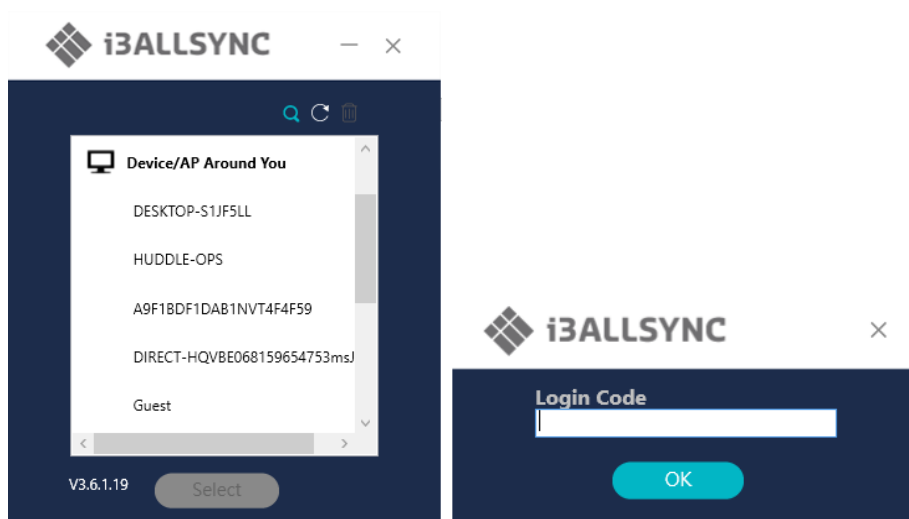 i3ALLSYNC
Device/AP Around You
DESKTOP-S1JF5LL
HUDDLE-OPS
A9F1BDF1DAB1NVT4F4F59
DIRECT-HQVBE068159654753msJ
Guest
V3.6.1.19
Select
i3ALLSYNC
Login Code
OK